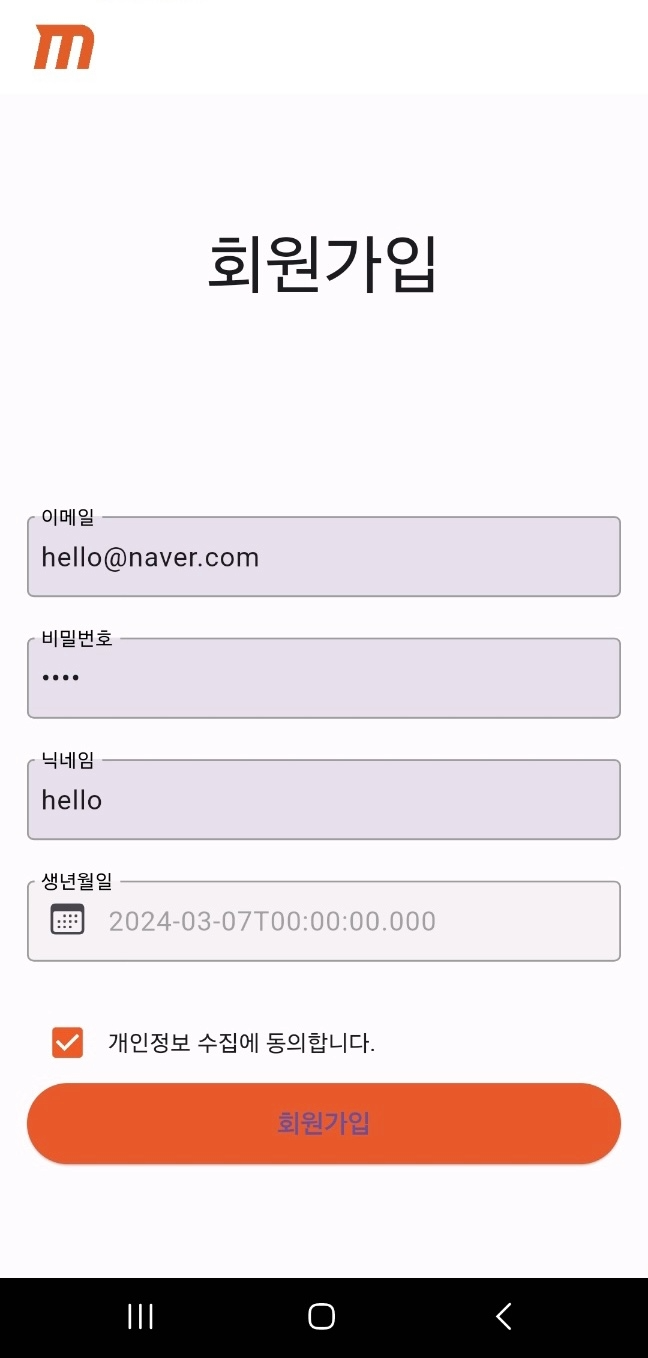 m
회원가입
이메일
hello@naver.com
비밀번호
••••
닉네임
hello
생년월일
2024-03-07T00:00:00.000
개인정보 수집에 동의합니다.
회원가입